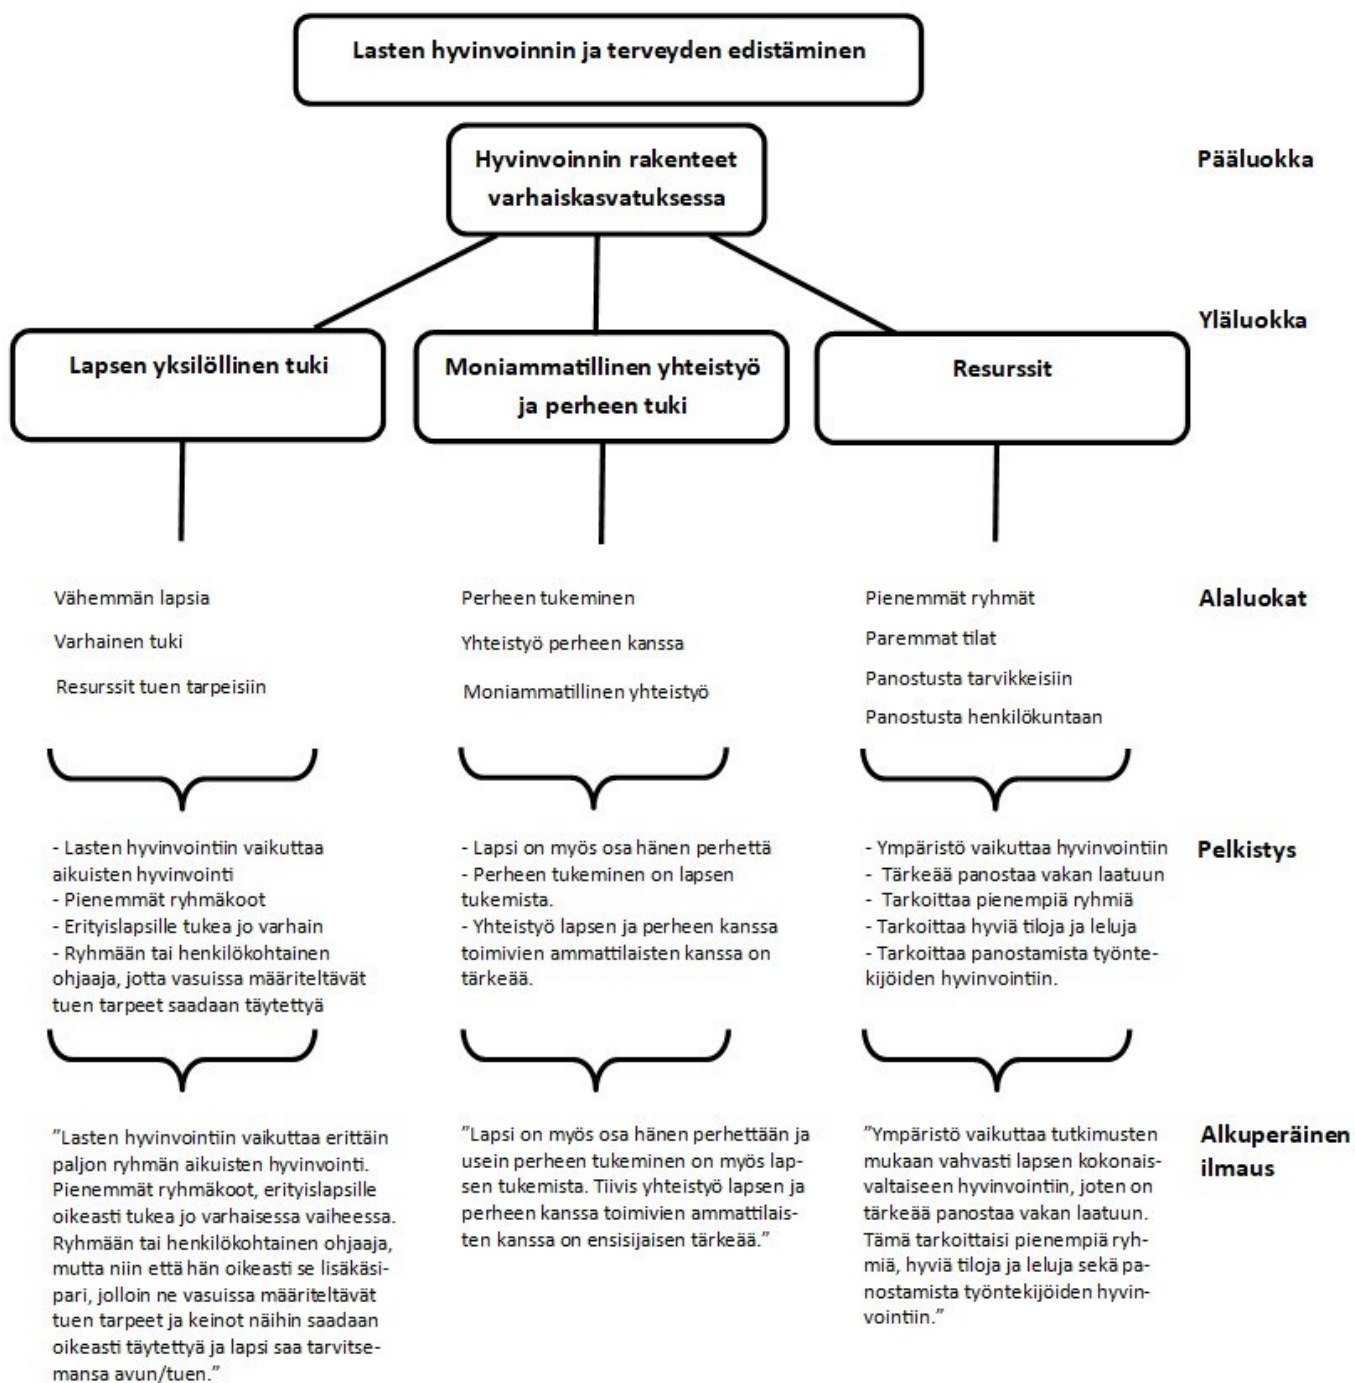 Lasten hyvinvoinnin ja terveyden edistäminen
Hyvinvoinnin rakenteet
varhaiskasvatuksessa
Pääluokka
Yläluokka
Lapsen yksilöllinen tuki
Moniammatillinen yhteistyö
ja perheen tuki
Resurssit
Vähemmän lapsia
Varhainen tuki
Resurssit tuen tarpeisiin
Perheen tukeminen
Yhteistyö perheen kanssa
Moniammatillinen yhteistyö
Pienemmät ryhmät
Paremmat tilat
Panostusta tarvikkeisiin
Panostusta henkilökuntaan
Alaluokat
- Lasten hyvinvointiin vaikuttaa
aikuisten hyvinvointi
- Pienemmät ryhmäkoot
- Erityislapsille tukea jo varhain
- Ryhmään tai henkilökohtainen
ohjaaja, jotta vasuissa määriteltävät
tuen tarpeet saadaan täytettyä
- Lapsi on myös osa hänen perhettä
- Perheen tukeminen on lapsen
tukemista.
- Yhteistyö lapsen ja perheen kanssa
toimivien ammattilaisten kanssa on
tärkeää.
- Ympäristö vaikuttaa hyvinvointiin
- Tärkeää panostaa vakan laatuun
- Tarkoittaa pienempiä ryhmiä
- Tarkoittaa hyviä tiloja ja leluja
- Tarkoittaa panostamista työnte-
kijöiden hyvinvointiin.
Pelkistys
”Lasten hyvinvointiin vaikuttaa erittäin
paljon ryhmän aikuisten hyvinvointi.
Pienemmät ryhmäkoot, erityislapsille
oikeasti tukea jo varhaisessa vaiheessa.
Ryhmään tai henkilökohtainen ohjaaja,
mutta niin että hän oikeasti se lisäkäsi-
pari, jolloin ne vasuissa määriteltävät
tuen tarpeet ja keinot näihin saadaan
oikeasti täytettyä ja lapsi saa tarvitse-
mansa avun/tuen.”
”Lapsi on myös osa hänen perhettään ja
usein perheen tukeminen on myös lap-
sen tukemista. Tiivis yhteistyö lapsen ja
perheen kanssa toimivien ammattilais-
ten kanssa on ensisijaisen tärkeää.”
”Ympäristö vaikuttaa tutkimusten
mukaan vahvasti lapsen kokonais-
valtaiseen hyvinvointiin, joten on
tärkeää panostaa vakan laatuun.
Tämä tarkoittaisi pienempiä ryh-
miä, hyviä tiloja ja leluja sekä pa-
nostamista työntekijöiden hyvin-
vointiin.”
Alkuperäinen
ilmaus